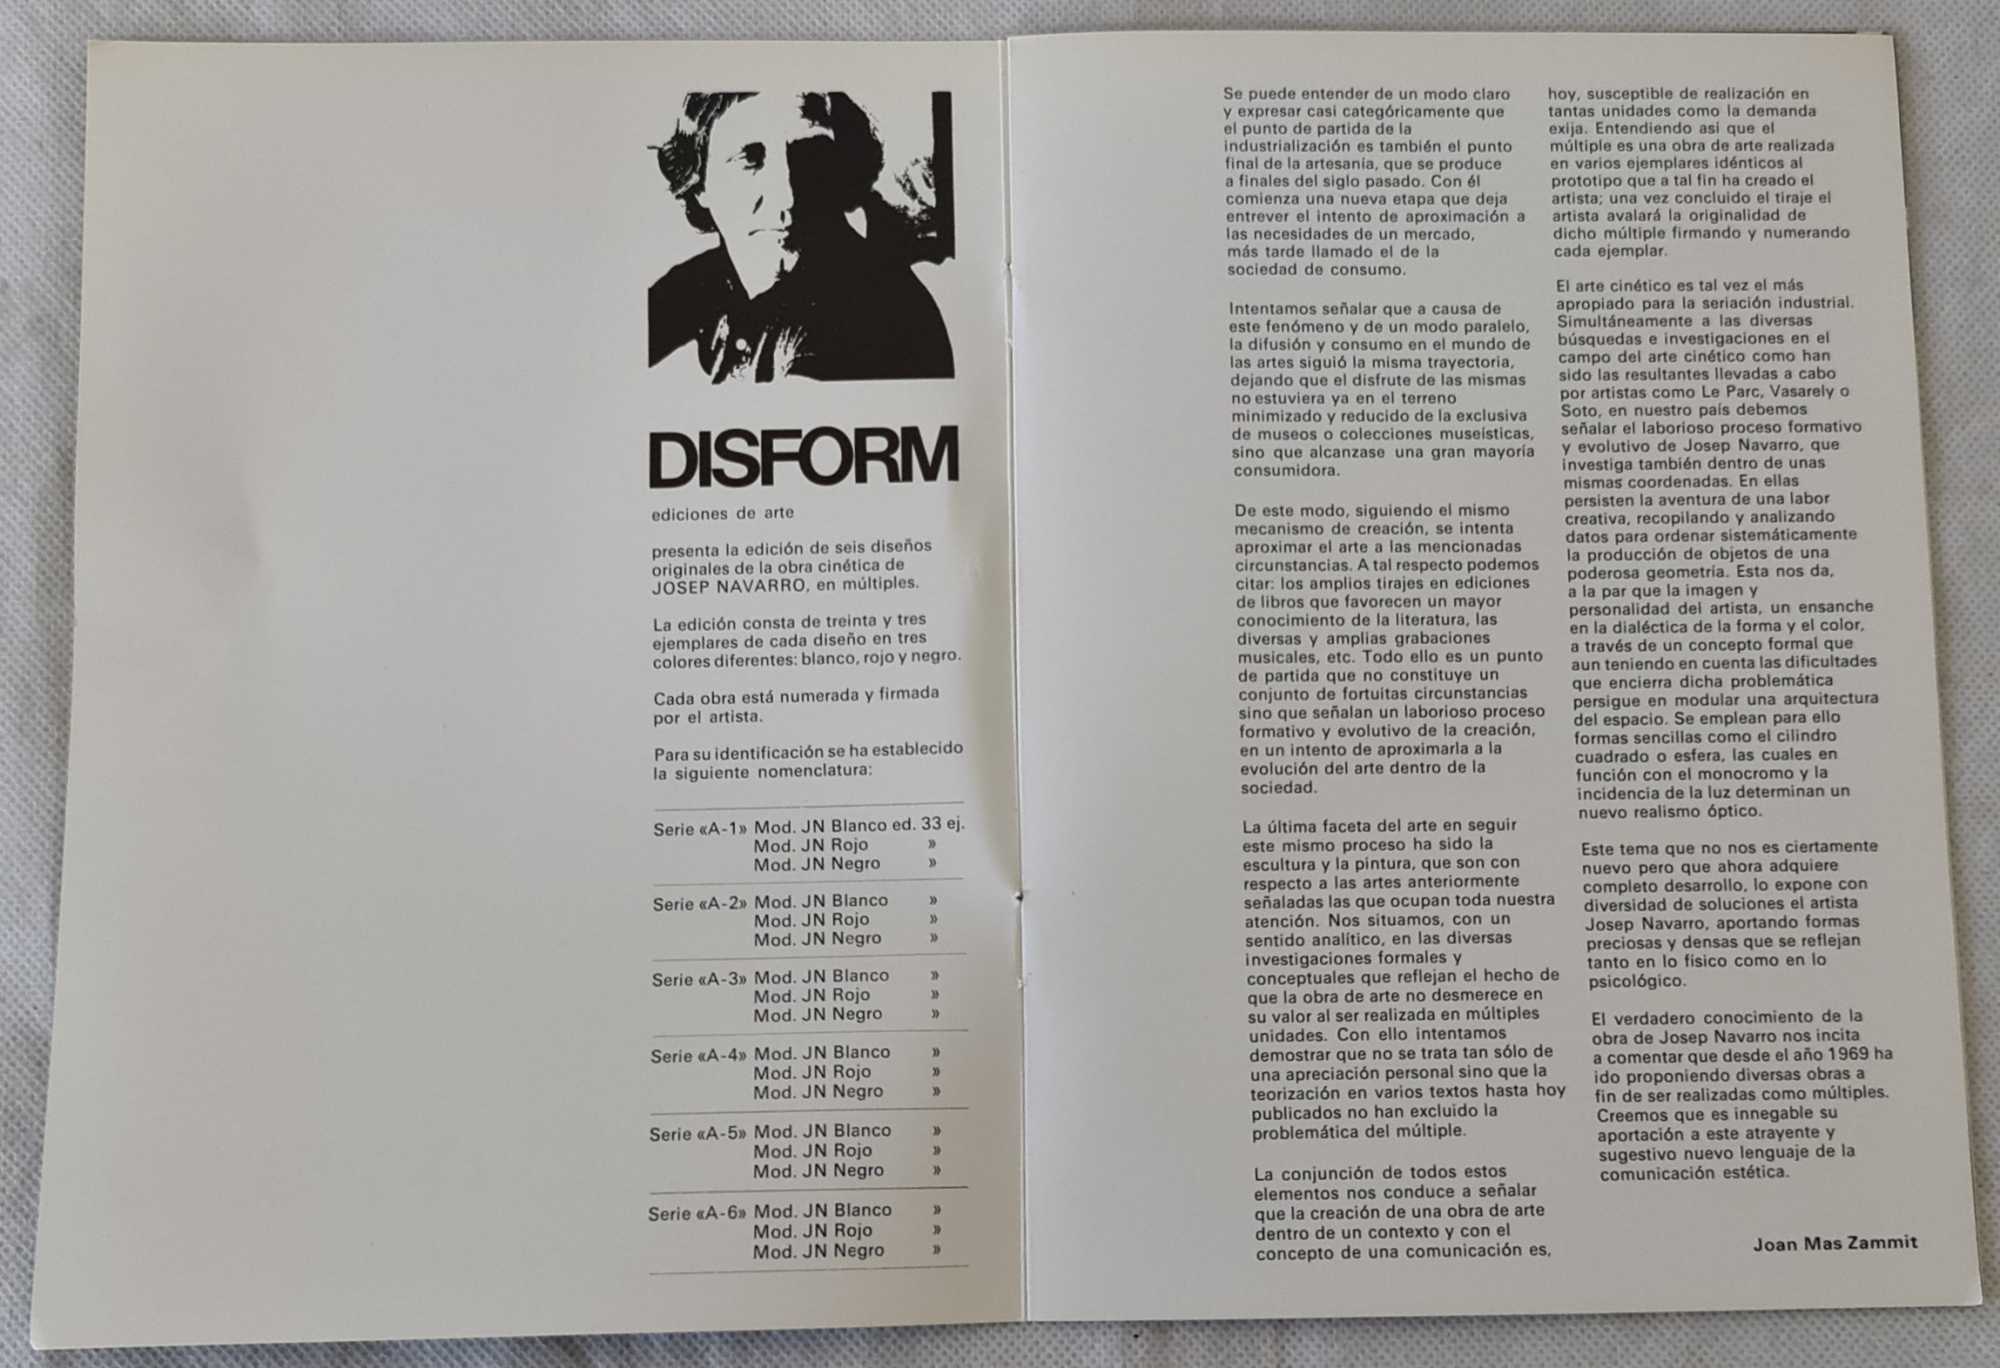 DISFORM
ediciones de arte
presenta la edición de seis diseños
originales de la obra cinética de
JOSEP NAVARRO, en múltiples.
La edición consta de treinta y tres
ejemplares de cada diseño en tres
colores diferentes: blanco, rojo y negro.
Cada obra está numerada y firmada
por el artista.
Para su identificación se ha establecido
la siguiente nomenclatura:
Serie «A-1» Mod. JN Blanco ed. 33 ej.
Mod. JN Rojo »
Mod. JN Negro »
Serie «A-2» Mod. JN Blanco »
Mod. JN Rojo »
Mod. JN Negro »
Serie «A-3» Mod. JN Blanco »
Mod. JN Rojo »
Mod. JN Negro »
Serie «A-4» Mod. JN Blanco »
Mod. JN Rojo »
Mod. JN Negro »
Serie «A-5» Mod. JN Blanco »
Mod. JN Rojo »
Mod. JN Negro »
Serie «A-6» Mod. JN Blanco »
Mod. JN Rojo »
Mod. JN Negro »
Se puede entender de un modo claro
y expresar casi categóricamente que
el punto de partida de la
industrialización es también el punto
final de la artesanía, que se produce
a finales del siglo pasado. Con él
comienza una nueva etapa que deja
entrever el intento de aproximación a
las necesidades de un mercado,
más tarde llamado el de la
sociedad de consumo.
Intentamos señalar que a causa de
este fenómeno y de un modo paralelo,
la difusión y consumo en el mundo de
las artes siguió la misma trayectoria,
dejando que el disfrute de las mismas
no estuviera ya en el terreno
minimizado y reducido de la exclusiva
de museos o colecciones museísticas,
sino que alcanzase una gran mayoría
consumidora.
De este modo, siguiendo el mismo
mecanismo de creación, se intenta
aproximar el arte a las mencionadas
circunstancias. A tal respecto podemos
citar: los amplios tirajes en ediciones
de libros que favorecen un mayor
conocimiento de la literatura, las
diversas y amplias grabaciones
musicales, etc. Todo ello es un punto
de partida que no constituye un
conjunto de fortuitas circunstancias
sino que señalan un laborioso proceso
formativo y evolutivo de la creación,
en un intento de aproximarla a la
evolución del arte dentro de la
sociedad.
La última faceta del arte en seguir
este mismo proceso ha sido la
escultura y la pintura, que son con
respecto a las artes anteriormente
señaladas las que ocupan toda nuestra
atención. Nos situamos, con un
sentido analítico, en las diversas
investigaciones formales y
conceptuales que reflejan el hecho de
que la obra de arte no desmerece en
su valor al ser realizada en múltiples
unidades. Con ello intentamos
demostrar que no se trata tan sólo de
una apreciación personal sino que la
teorización en varios textos hasta hoy
publicados no han excluido la
problemática del múltiple.
La conjunción de todos estos
elementos nos conduce a señalar
que la creación de una obra de arte
dentro de un contexto y con el
concepto de una comunicación es,
hoy, susceptible de realización en
tantas unidades como la demanda
exija. Entendiendo asi que el
múltiple es una obra de arte realizada
en varios ejemplares idénticos al
prototipo que a tal fin ha creado el
artista; una vez concluido el tiraje el
artista avalará la originalidad de
dicho múltiple firmando y numerando
cada ejemplar.
El arte cinético es tal vez el más
apropiado para la seriación industrial.
Simultáneamente a las diversas
búsquedas e investigaciones en el
campo del arte cinético como han
sido las resultantes llevadas a cabo
por artistas como Le Parc, Vasarely o
Soto, en nuestro país debemos
señalar el laborioso proceso formativo
y evolutivo de Josep Navarro, que
investiga también dentro de unas
mismas coordenadas. En ellas
persisten la aventura de una labor
creativa, recopilando y analizando
datos para ordenar sistemáticamente
la producción de objetos de una
poderosa geometría. Esta nos da,
a la par que la imagen y
personalidad del artista, un ensanche
en la dialéctica de la forma y el color,
a través de un concepto formal que
aun teniendo en cuenta las dificultades
que encierra dicha problemática
persigue en modular una arquitectura
del espacio. Se emplean para ello
formas sencillas como el cilindro
cuadrado o esfera, las cuales en
función con el monocromo y la
incidencia de la luz determinan un
nuevo realismo óptico.
Este tema que no nos es ciertamente
nuevo pero que ahora adquiere
completo desarrollo, lo expone con
diversidad de soluciones el artista
Josep Navarro, aportando formas
preciosas y densas que se reflejan
tanto en lo físico como en lo
psicológico.
El verdadero conocimiento de la
obra de Josep Navarro nos incita
a comentar que desde el año 1969 ha
ido proponiendo diversas obras a
fin de ser realizadas como múltiples.
Creemos que es innegable su
aportación a este atrayente y
sugestivo nuevo lenguaje de la
comunicación estética.
Joan Mas Zammit